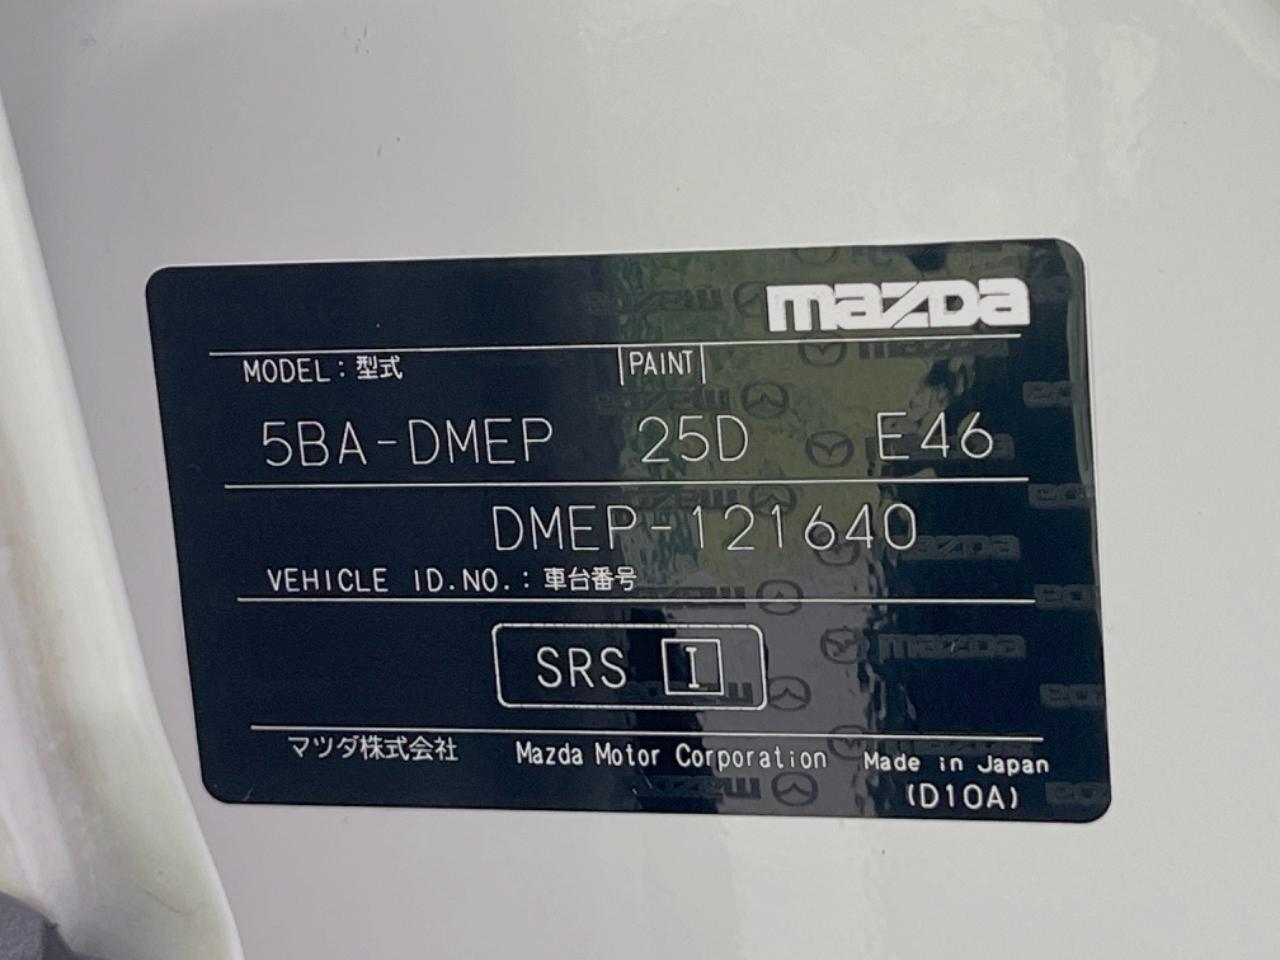 mazda
MODEL：型式 PAINT
5BA-DMEP 25D E46
DMEP-121640
VEHICLE ID.NO.：車台番号
SRS I
マツダ株式会社 Mazda Motor Corporation Made in Japan
(D10A)